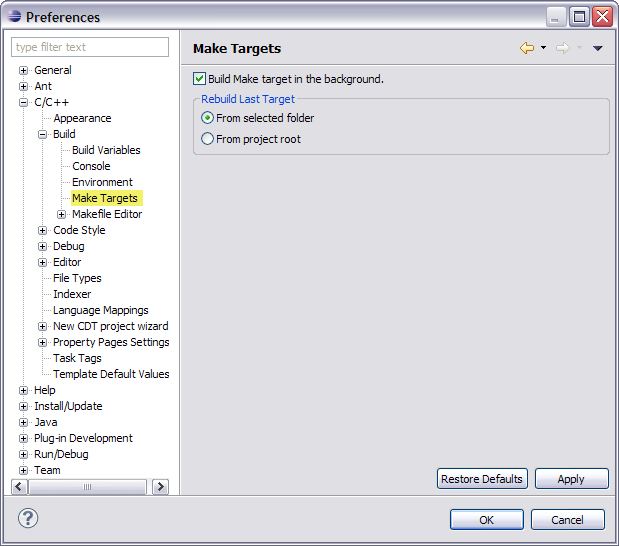 Preferences
type filter text
General
Ant
C/C++
Appearance
Build
Build Variables
Console
Environment
Make Targets
Makefile Editor
Code Style
Debug
Editor
File Types
Indexer
Language Mappings
New CDT project wizard
Property Pages Settings
Task Tags
Template Default Values
Help
Install/Update
Java
Plug-in Development
Run/Debug
Team
Make Targets
Build Make target in the background.
Rebuild Last Target
From selected folder
From project root
Restore Defaults
Apply
?
OK
Cancel